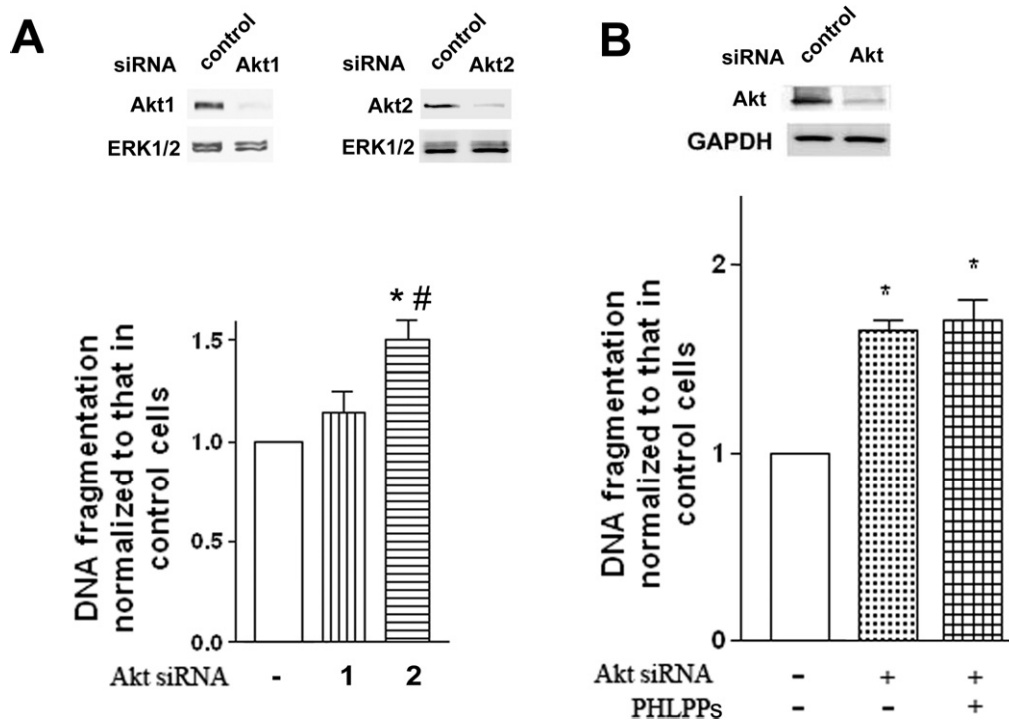 A
siRNA control Akt1
Akt1
ERK1/2
siRNA control Akt2
Akt2
ERK1/2
DNA fragmentation
normalized to that in
control cells
1.5
1.0
0.5
0.0
* #
Akt siRNA - 1 2
B
siRNA control Akt
Akt
GAPDH
DNA fragmentation
normalized to that in
control cells
2
1
0
* *
Akt siRNA - + +
PHLPPs - - +